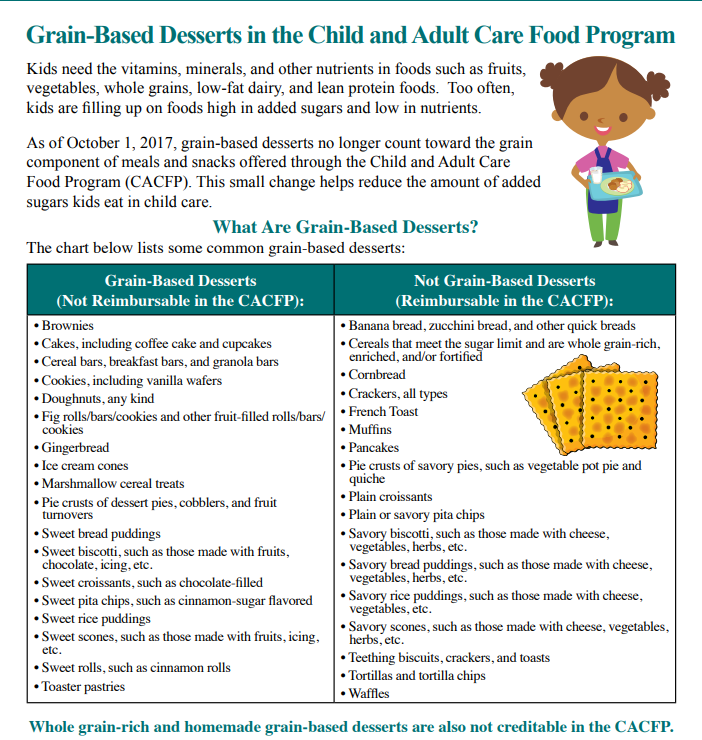 Grain-Based Desserts in the Child and Adult Care Food Program
Kids need the vitamins, minerals, and other nutrients in foods such as fruits,
vegetables, whole grains, low-fat dairy, and lean protein foods.  Too often,
kids are filling up on foods high in added sugars and low in nutrients.
As of October 1, 2017, grain-based desserts no longer count toward the grain
component of meals and snacks offered through the Child and Adult Care
Food Program (CACFP). This small change helps reduce the amount of added
sugars kids eat in child care.
What Are Grain-Based Desserts?
The chart below lists some common grain-based desserts:
Grain-Based Desserts
(Not Reimbursable in the CACFP):
• Brownies
• Cakes, including coffee cake and cupcakes
• Cereal bars, breakfast bars, and granola bars
• Cookies, including vanilla wafers
• Doughnuts, any kind
• Fig rolls/bars/cookies and other fruit-filled rolls/bars/
cookies
• Gingerbread
• Ice cream cones
• Marshmallow cereal treats
• Pie crusts of dessert pies, cobblers, and fruit
turnovers
• Sweet bread puddings
• Sweet biscotti, such as those made with fruits,
chocolate, icing, etc.
• Sweet croissants, such as chocolate-filled
• Sweet pita chips, such as cinnamon-sugar flavored
• Sweet rice puddings
• Sweet scones, such as those made with fruits, icing,
etc.
• Sweet rolls, such as cinnamon rolls
• Toaster pastries
Not Grain-Based Desserts
(Reimbursable in the CACFP):
• Banana bread, zucchini bread, and other quick breads
• Cereals that meet the sugar limit and are whole grain-rich,
enriched, and/or fortified
• Cornbread
• Crackers, all types
• French Toast
• Muffins
• Pancakes
• Pie crusts of savory pies, such as vegetable pot pie and
quiche
• Plain croissants
• Plain or savory pita chips
• Savory biscotti, such as those made with cheese,
vegetables, herbs, etc.
• Savory bread puddings, such as those made with cheese,
vegetables, herbs, etc.
• Savory rice puddings, such as those made with cheese,
vegetables, etc.
• Savory scones, such as those made with cheese, vegetables,
herbs, etc.
• Teething biscuits, crackers, and toasts
• Tortillas and tortilla chips
• Waffles
Whole grain-rich and homemade grain-based desserts are also not creditable in the CACFP.